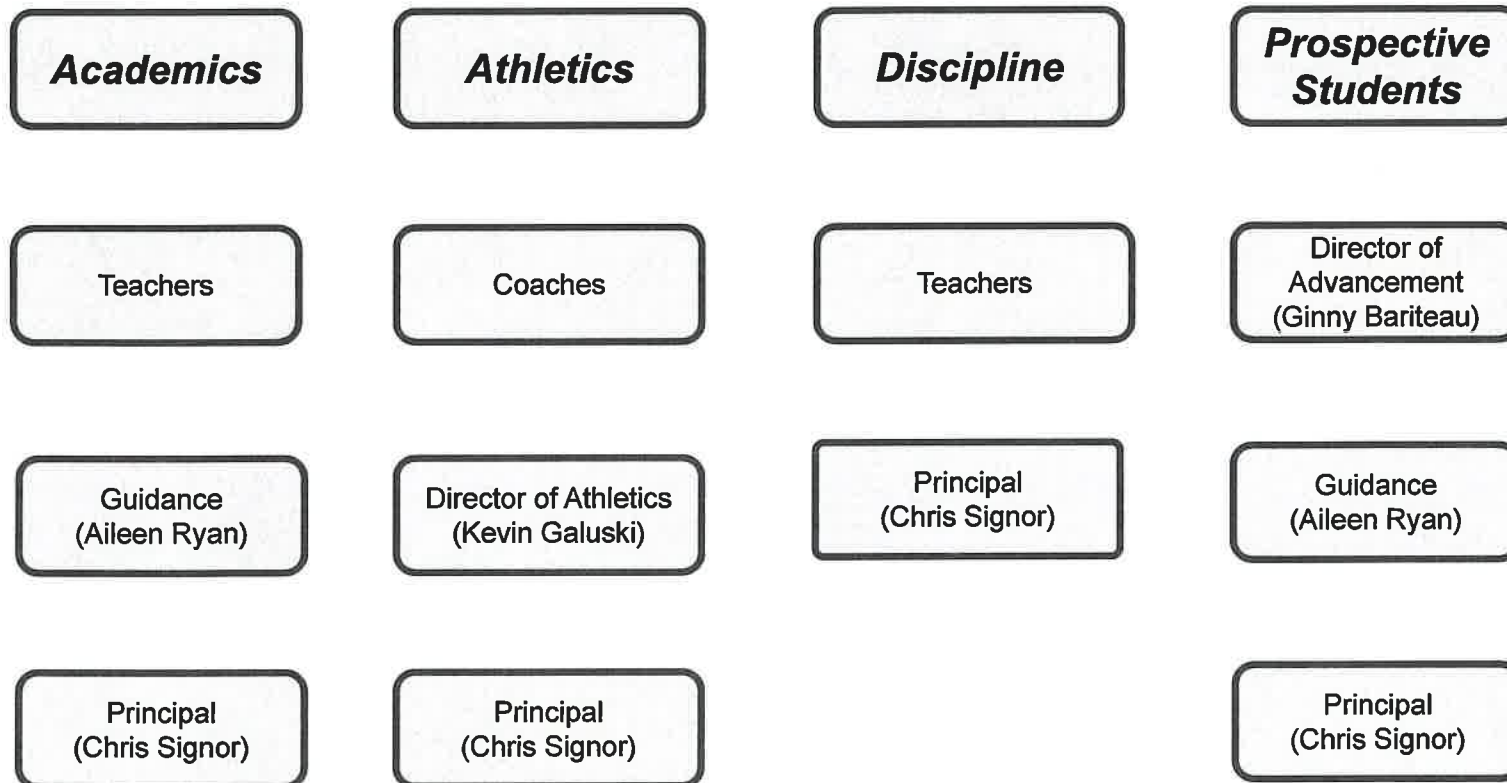 Academics
Athletics
Discipline
Prospective
Students
Teachers
Coaches
Teachers
Director of
Advancement
(Ginny Bariteau)
Guidance
(Aileen Ryan)
Director of Athletics
(Kevin Galuski)
Principal
(Chris Signor)
Guidance
(Aileen Ryan)
Principal
(Chris Signor)
Principal
(Chris Signor)
Principal
(Chris Signor)